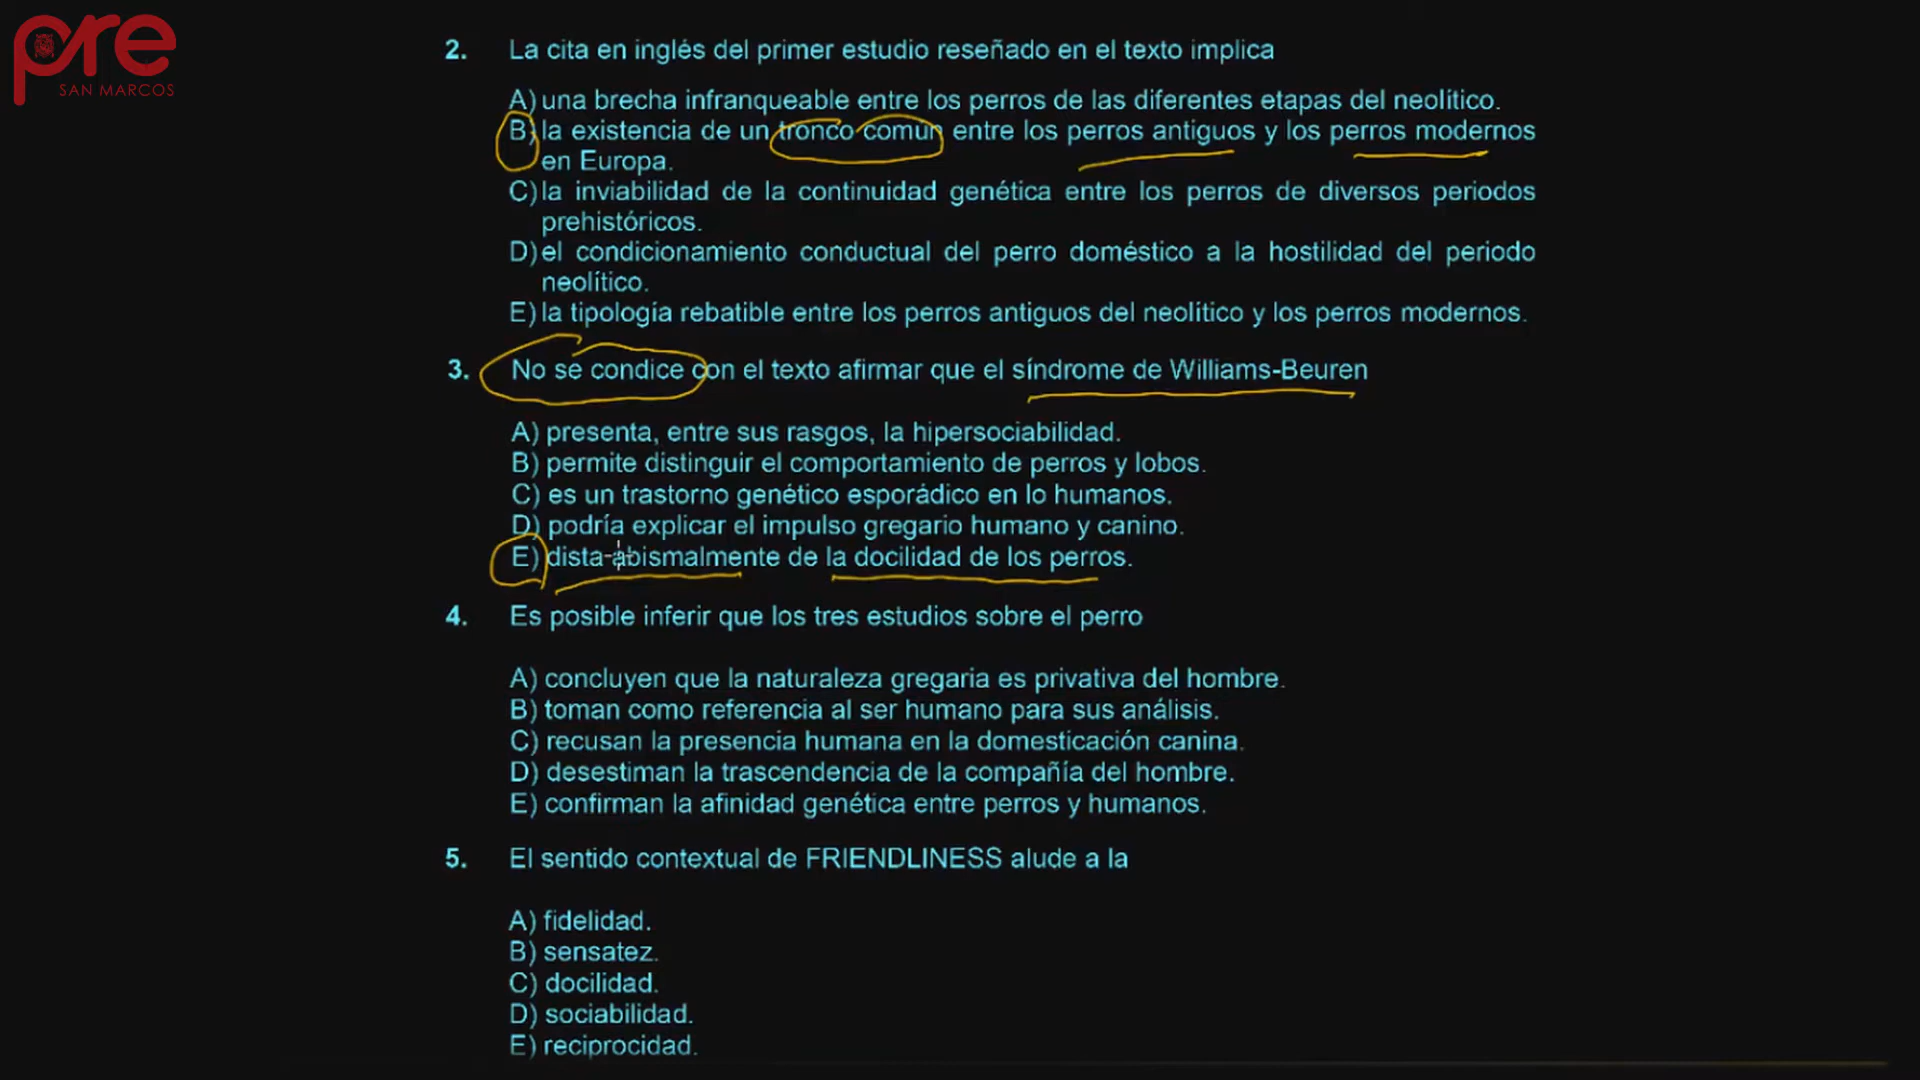 pre
SAN MARCOS
2. La cita en inglés del primer estudio reseñado en el texto implica
A) una brecha infranqueable entre los perros de las diferentes etapas del neolítico.
B) la existencia de un tronco común entre los perros antiguos y los perros modernos
en Europa.
C) la inviabilidad de la continuidad genética entre los perros de diversos periodos
prehistóricos.
D) el condicionamiento conductual del perro doméstico a la hostilidad del periodo
neolítico.
E) la tipología rebatible entre los perros antiguos del neolítico y los perros modernos.
3. No se condice con el texto afirmar que el síndrome de Williams-Beuren
A) presenta, entre sus rasgos, la hipersociabilidad.
B) permite distinguir el comportamiento de perros y lobos.
C) es un trastorno genético esporádico en lo humanos.
D) podría explicar el impulso gregario humano y canino.
E) dista abismalmente de la docilidad de los perros.
4. Es posible inferir que los tres estudios sobre el perro
A) concluyen que la naturaleza gregaria es privativa del hombre.
B) toman como referencia al ser humano para sus análisis.
C) recusan la presencia humana en la domesticación canina.
D) desestiman la trascendencia de la compañía del hombre.
E) confirman la afinidad genética entre perros y humanos.
5. El sentido contextual de FRIENDLINESS alude a la
A) fidelidad.
B) sensatez.
C) docilidad.
D) sociabilidad.
E) reciprocidad.